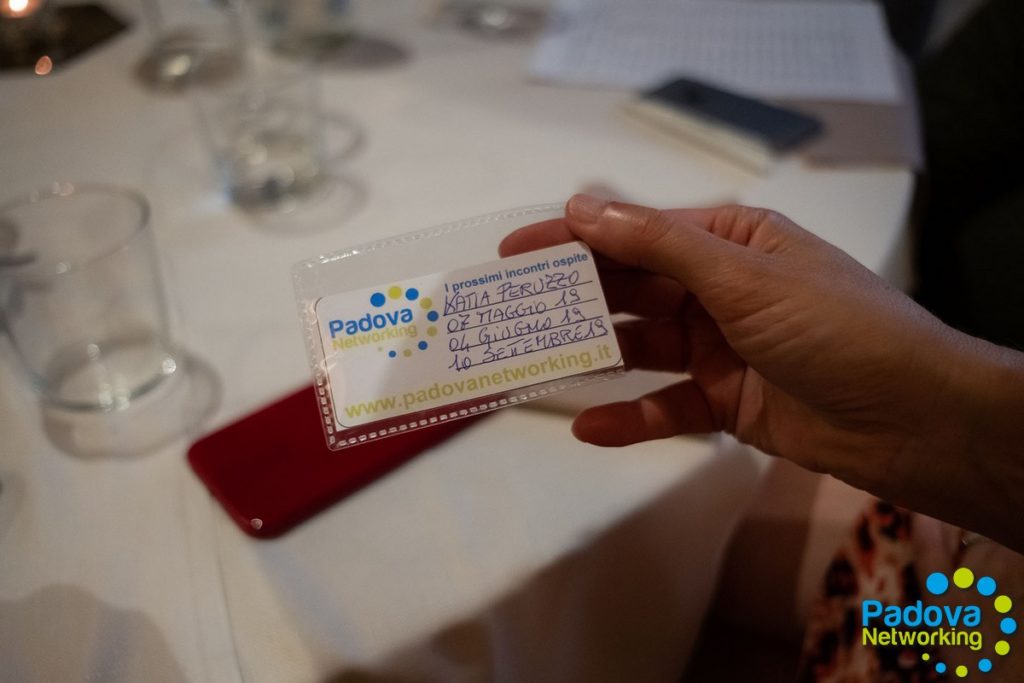 I prossimi incontri ospite
Padova
Networking
KATIA PERUZZO
07 MAGGIO 19
04 GIUGNO 19
10 SETTEMBRE 19
www.padovanetworking.it
Padova
Networking